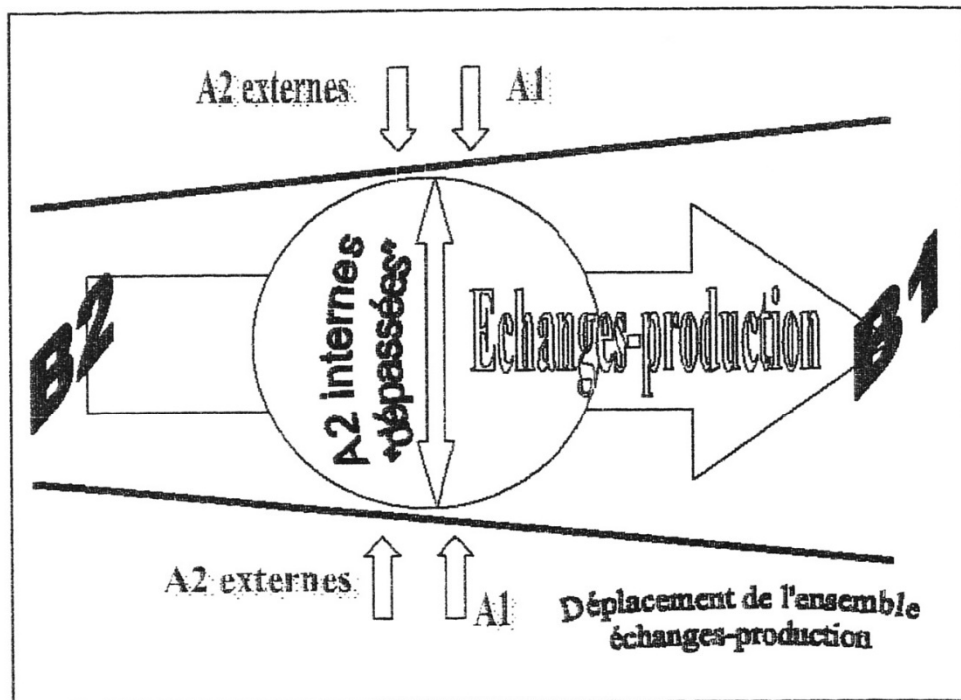 A2 externes
A1
B2
A2 internes
"dépassées"
Echanges-production
B1
A2 externes
A1
Déplacement de l'ensemble
échanges-production